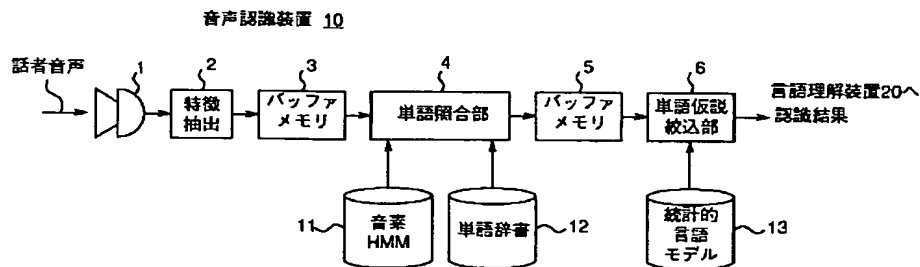 音声認識装置 10
話者音声
1
2
3
4
5
6
特徴
抽出
バッファ
メモリ
単語照合部
バッファ
メモリ
単語仮説
絞込部
言語理解装置20へ
認識結果
11
音素
HMM
単語辞書
12
統計的
言語
モデル
13